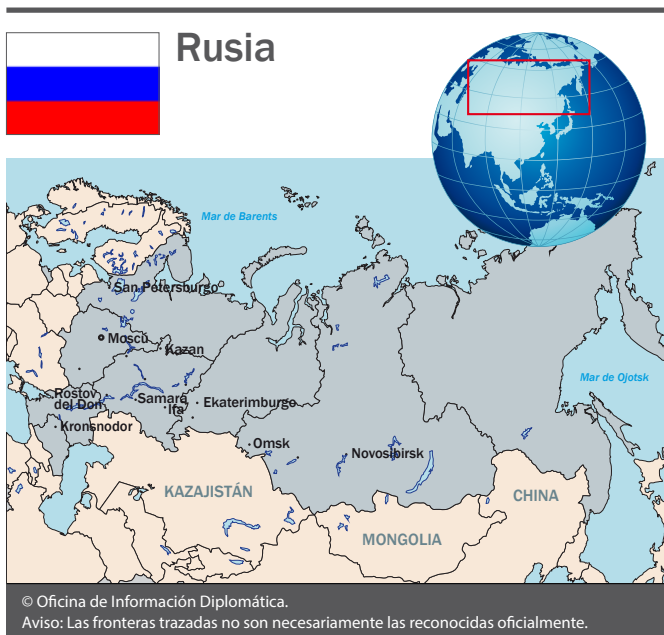 Rusia
Mar de Barents
San Petersburgo
Moscú
Kazan
Rostov
del Don
Samara
Ifa
Ekaterimburgo
Kronsnodor
Omsk
Novosibirsk
Mar de Ojotsk
KAZAJISTÁN
CHINA
MONGOLIA
© Oficina de Información Diplomática.
Aviso: Las fronteras trazadas no son necesariamente las reconocidas oficialmente.